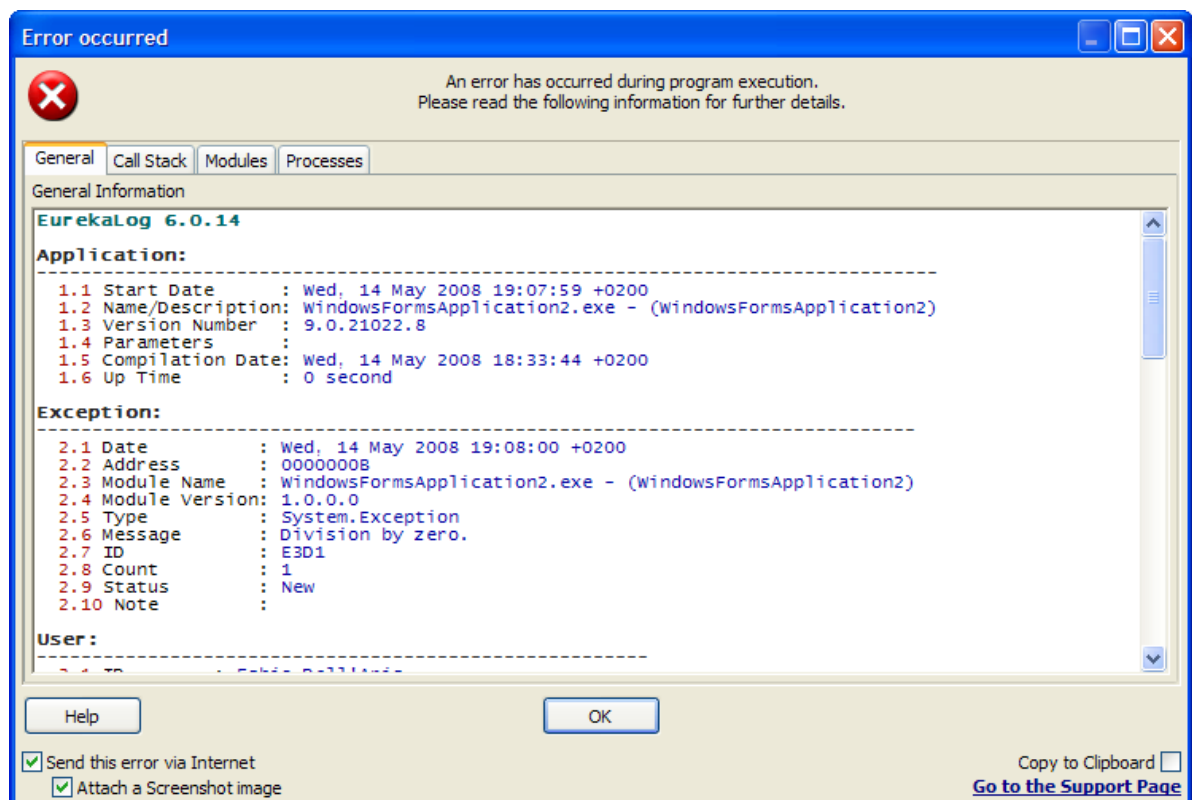 Error occurred
An error has occurred during program execution.
Please read the following information for further details.
General Call Stack Modules Processes
General Information
EurekaLog 6.0.14
Application:
--------------------------------------------------------------------------------
1.1 Start Date : Wed, 14 May 2008 19:07:59 +0200
1.2 Name/Description: WindowsFormsApplication2.exe - (WindowsFormsApplication2)
1.3 Version Number : 9.0.21022.8
1.4 Parameters :
1.5 Compilation Date: Wed, 14 May 2008 18:33:44 +0200
1.6 Up Time : 0 second
Exception:
------------------------------------------------------------------------------
2.1 Date : Wed, 14 May 2008 19:08:00 +0200
2.2 Address : 0000000B
2.3 Module Name : WindowsFormsApplication2.exe - (WindowsFormsApplication2)
2.4 Module Version: 1.0.0.0
2.5 Type : System.Exception
2.6 Message : Division by zero.
2.7 ID : E3D1
2.8 Count : 1
2.9 Status : New
2.10 Note :
User:
-------------------------------------------------------
Help OK
Send this error via Internet Copy to Clipboard
Attach a Screenshot image Go to the Support Page